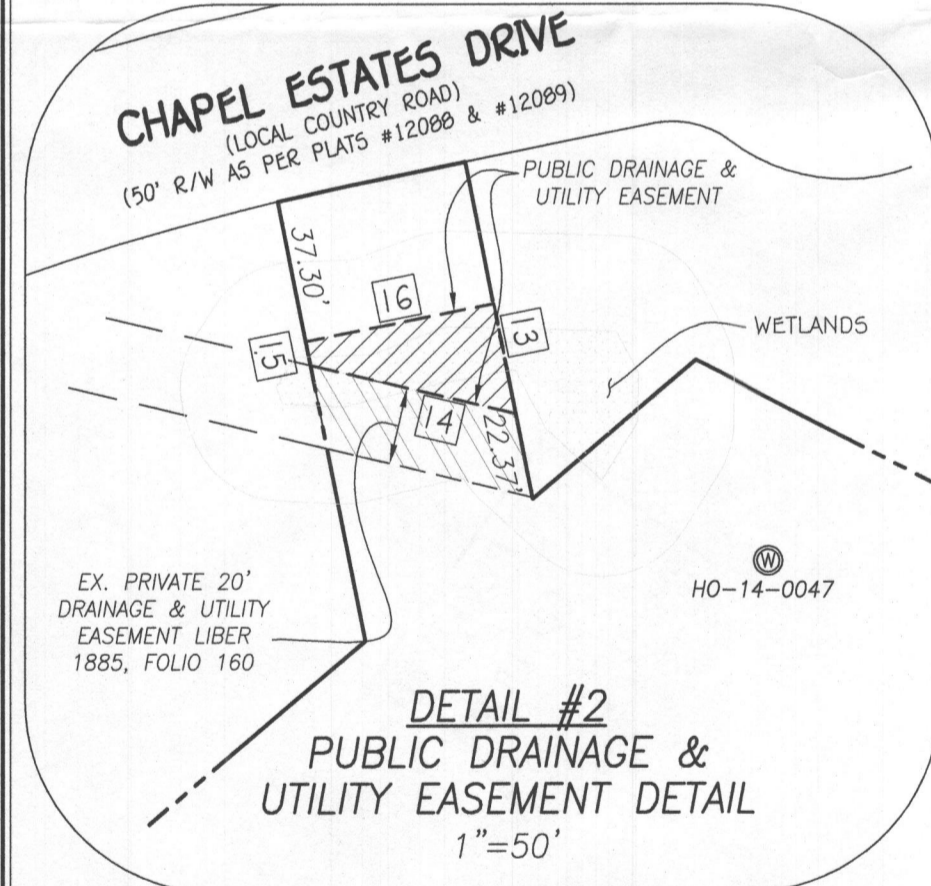 CHAPEL ESTATES DRIVE
(LOCAL COUNTRY ROAD)
(50' R/W AS PER PLATS #12088 & #12089)
PUBLIC DRAINAGE &
UTILITY EASEMENT
37.30'
16
13
15
WETLANDS
14
22.37'
W
HO-14-0047
EX. PRIVATE 20'
DRAINAGE & UTILITY
EASEMENT LIBER
1885, FOLIO 160
DETAIL #2
PUBLIC DRAINAGE &
UTILITY EASEMENT DETAIL
1"=50'